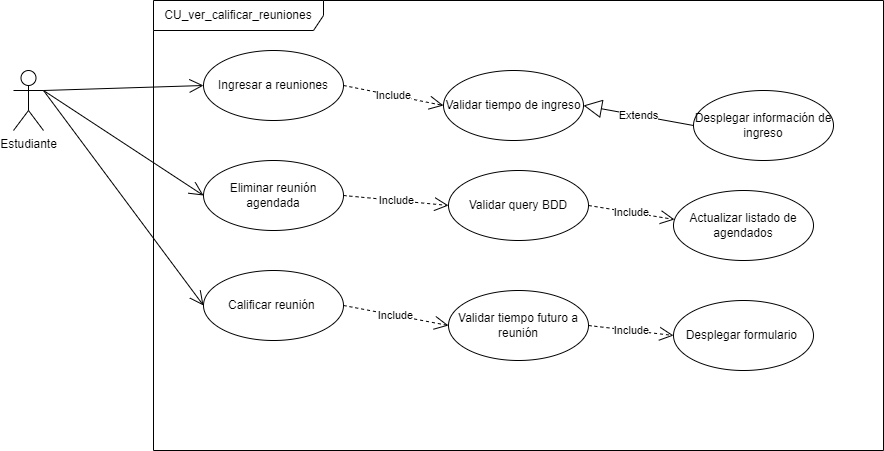 CU_ver_calificar_reuniones
Estudiante
Ingresar a reuniones
Include
Validar tiempo de ingreso
Extends
Desplegar información de
ingreso
Eliminar reunión
agendada
Include
Validar query BDD
Include
Actualizar listado de
agendados
Calificar reunión
Include
Validar tiempo futuro a
reunión
Include
Desplegar formulario